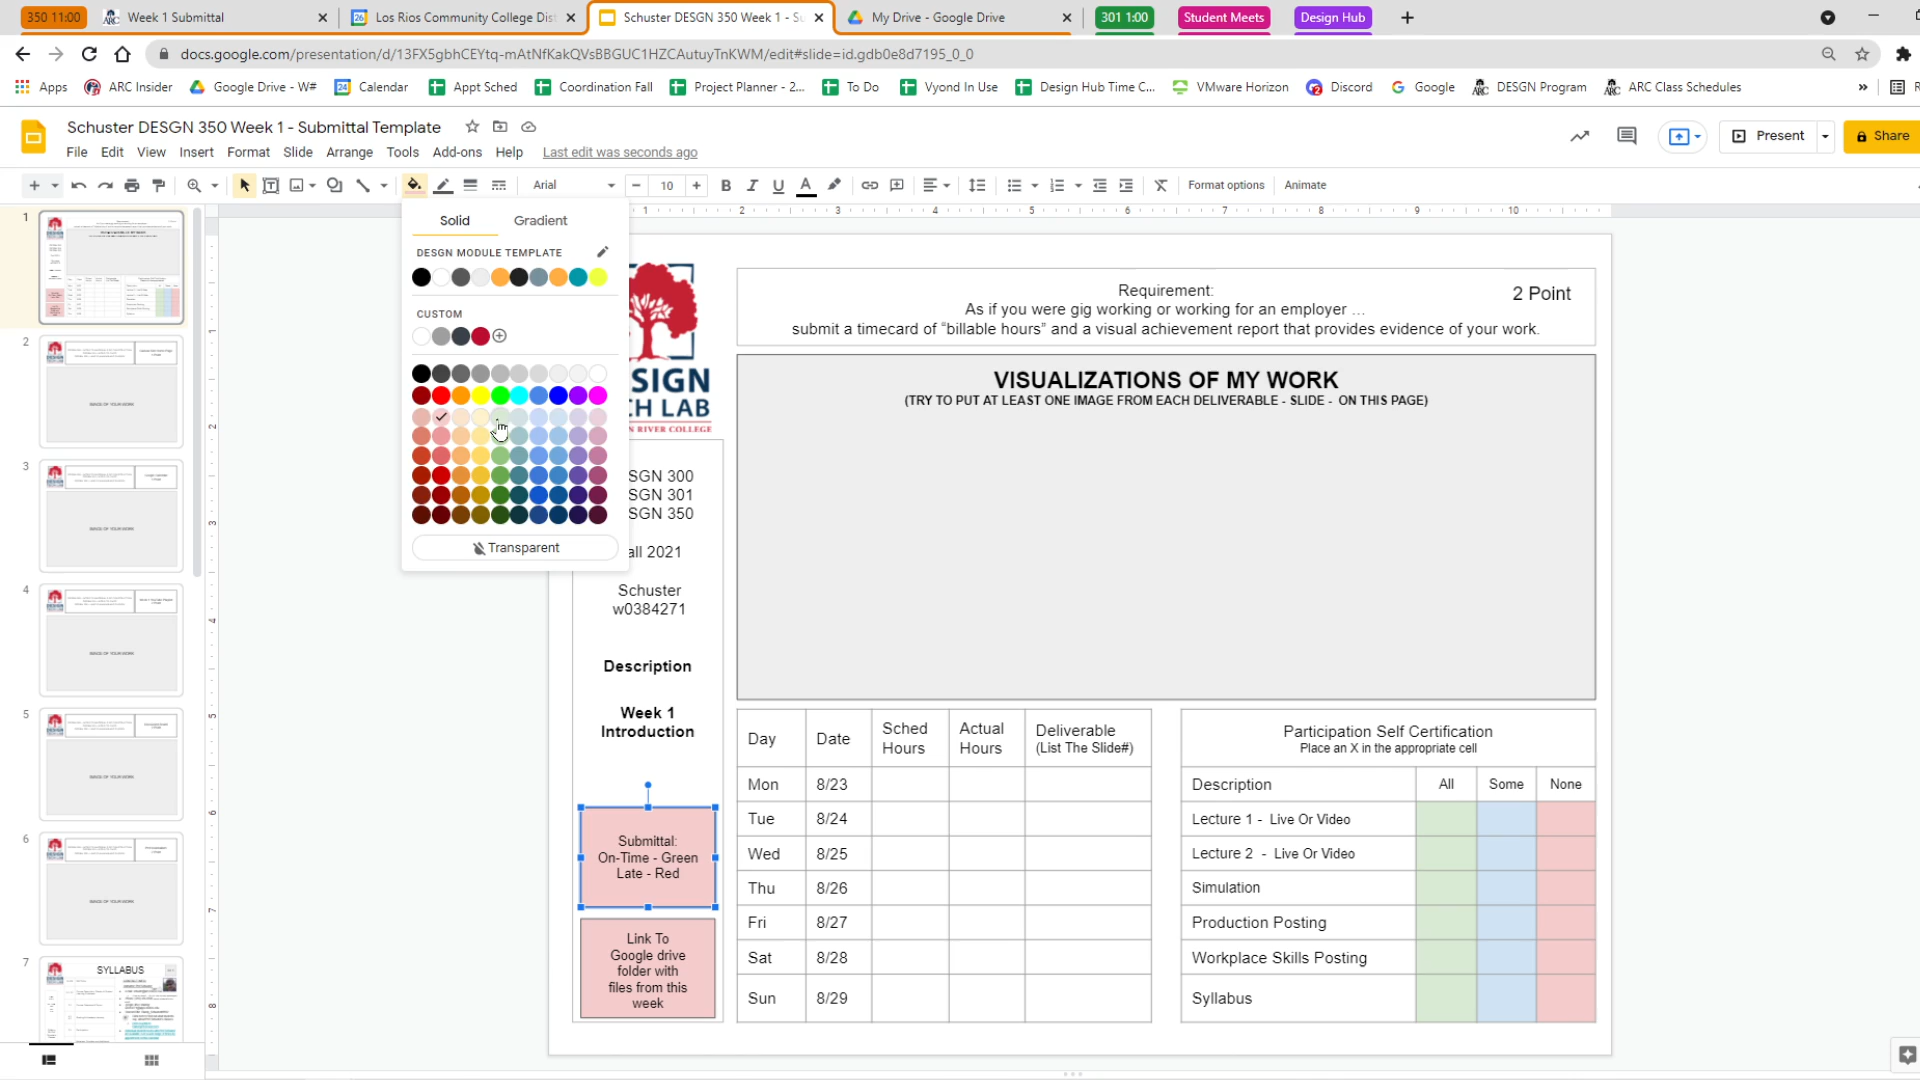 350 11:00
Week 1 Submittal
Los Rios Community College Dis
Schuster DESGN 350 Week 1 - Su
My Drive - Google Drive
301 1:00
Student Meets
Design Hub
docs.google.com/presentation/d/13FX5gbhCEYtq-mAtNfKakQVsBBGUC1HZCAutuyTnKWM/edit#slide=id.gdb0e8d7195_0_0
Apps
ARC Insider
Google Drive - W#
Calendar
Appt Sched
Coordination Fall
Project Planner - 2...
To Do
Vyond In Use
Design Hub Time C...
VMware Horizon
Discord
Google
DESGN Program
ARC Class Schedules
Schuster DESGN 350 Week 1 - Submittal Template
Present
Share
File Edit View Insert Format Slide Arrange Tools Add-ons Help Last edit was seconds ago
Arial
10
Format options
Animate
Solid
Gradient
DESGN MODULE TEMPLATE
CUSTOM
Transparent
SIGN
CH LAB
N RIVER COLLEGE
SGN 300
SGN 301
SGN 350
all 2021
Schuster
w0384271
Description
Week 1
Introduction
Submittal:
On-Time - Green
Late - Red
Link To
Google drive
folder with
files from this
week
Requirement:
As if you were gig working or working for an employer ...
submit a timecard of “billable hours” and a visual achievement report that provides evidence of your work.
2 Point
VISUALIZATIONS OF MY WORK
(TRY TO PUT AT LEAST ONE IMAGE FROM EACH DELIVERABLE - SLIDE - ON THIS PAGE)
Day Date Sched Hours Actual Hours Deliverable (List The Slide#)
Mon 8/23
Tue 8/24
Wed 8/25
Thu 8/26
Fri 8/27
Sat 8/28
Sun 8/29
Participation Self Certification
Place an X in the appropriate cell
Description All Some None
Lecture 1 - Live Or Video
Lecture 2 - Live Or Video
Simulation
Production Posting
Workplace Skills Posting
Syllabus
1
2
3
4
5
6
7
SYLLABUS